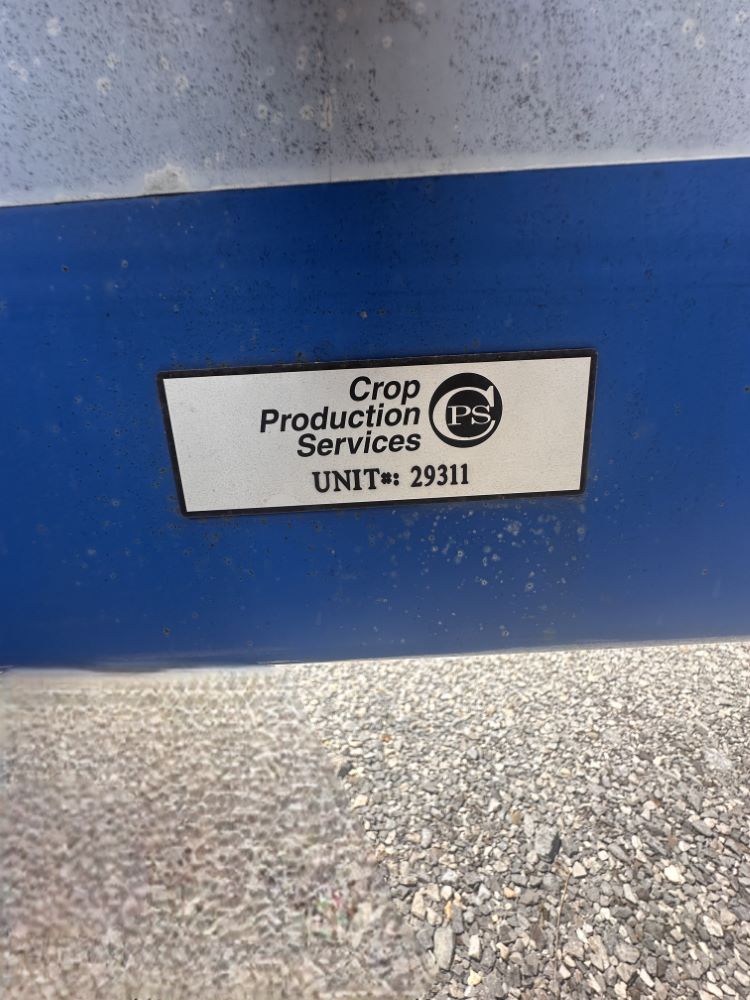 Crop
Production
Services
CPS
UNIT#: 29311